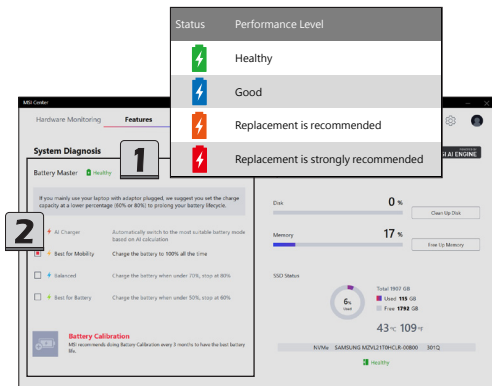 Status Performance Level
Healthy
Good
Replacement is recommended
Replacement is strongly recommended
MSI Center
Hardware Monitoring Features
System Diagnosis
1
AI ENGINE
Battery Master Healthy
If you mainly use your laptop with adaptor plugged, we suggest you set the charge
capacity at a lower percentage (60% or 80%) to prolong your battery lifecycle.
2
AI Charger Automatically switch to the most suitable battery mode
based on AI calculation
Best for Mobility Charge the battery to 100% all the time
Balanced Charge the battery when under 70%, stop at 80%
Best for Battery Charge the battery when under 50%, stop at 60%
Battery Calibration
MSI recommends doing Battery Calibration every 3 months to have the best battery
life.
Disk 0 %
Clean Up Disk
Memory 17 %
Free Up Memory
SSD Status
6%
Used
Total 1907 GB
Used 115 GB
Free 1792 GB
43°C 109°F
NVMe SAMSUNG MZVL21T0HCLR-00B00 301Q
Healthy